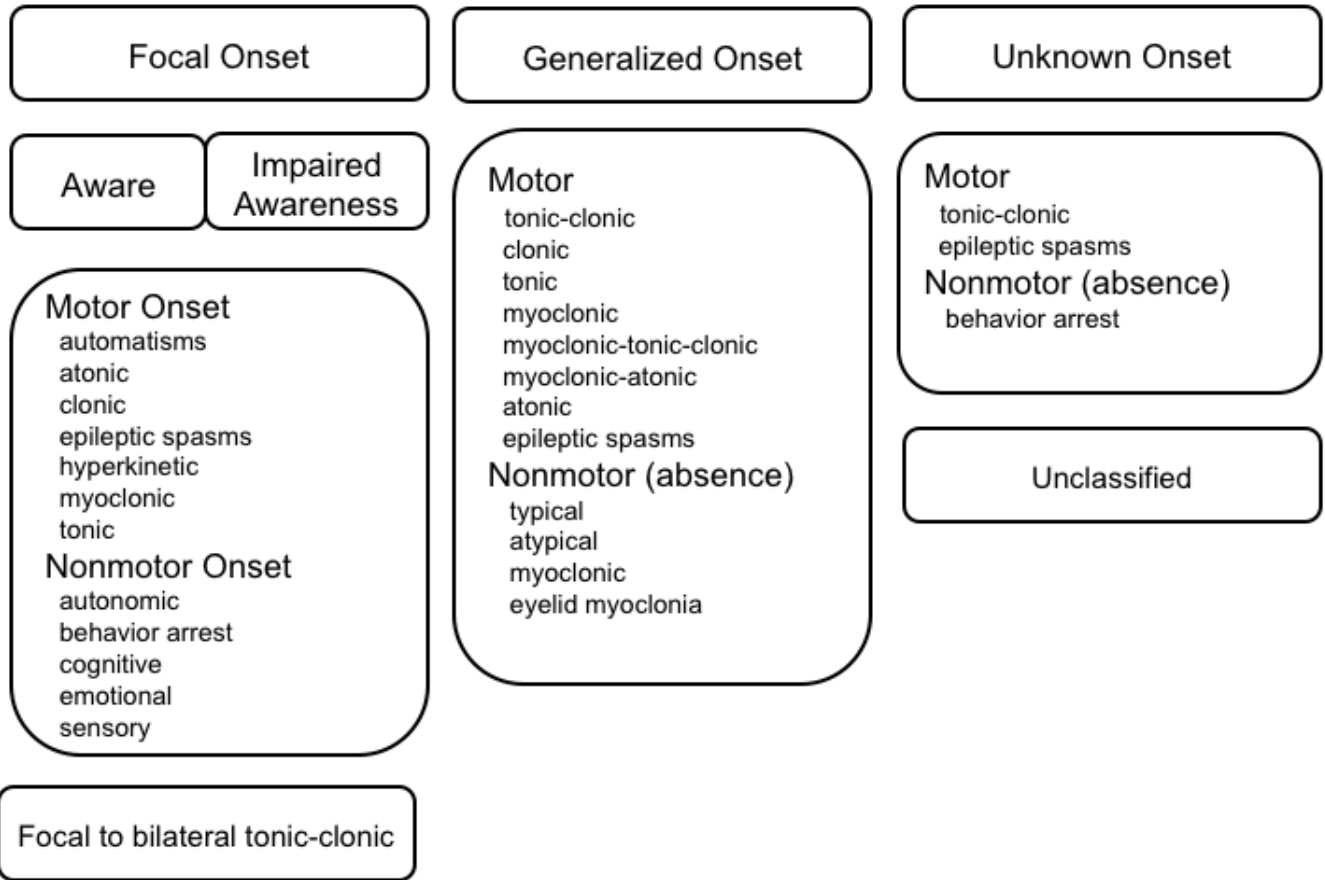 Focal Onset
Aware
Impaired
Awareness
Motor Onset
automatisms
atonic
clonic
epileptic spasms
hyperkinetic
myoclonic
tonic
Nonmotor Onset
autonomic
behavior arrest
cognitive
emotional
sensory
Focal to bilateral tonic-clonic
Generalized Onset
Motor
tonic-clonic
clonic
tonic
myoclonic
myoclonic-tonic-clonic
myoclonic-atonic
atonic
epileptic spasms
Nonmotor (absence)
typical
atypical
myoclonic
eyelid myoclonia
Unknown Onset
Motor
tonic-clonic
epileptic spasms
Nonmotor (absence)
behavior arrest
Unclassified